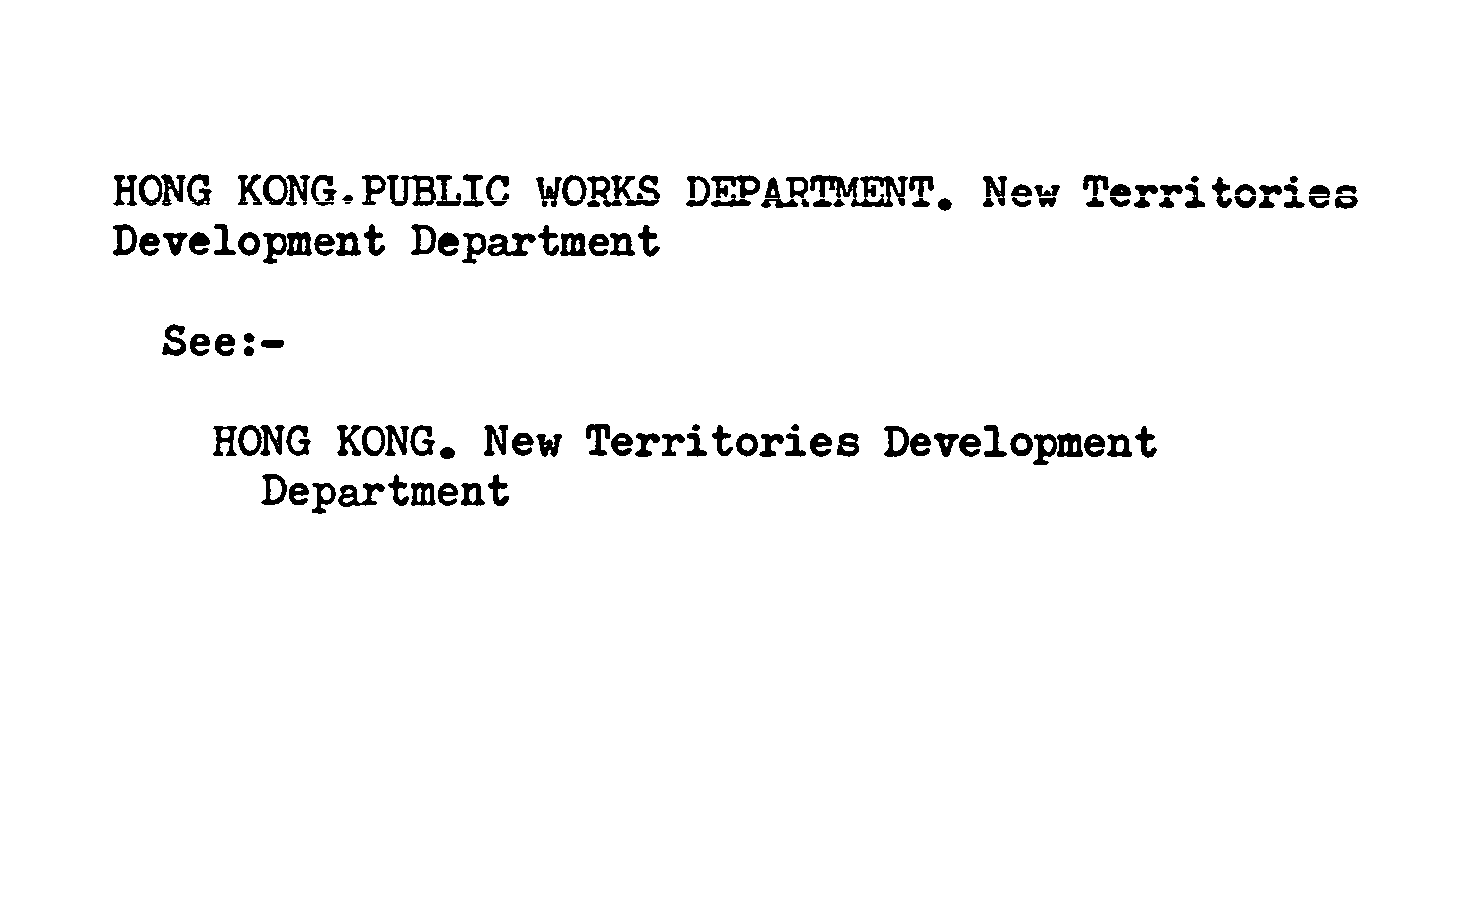 HONG KONG.PUBLIC WORKS DEPARTMENT. New Territories
Development Department
See:-
HONG KONG. New Territories Development
Department